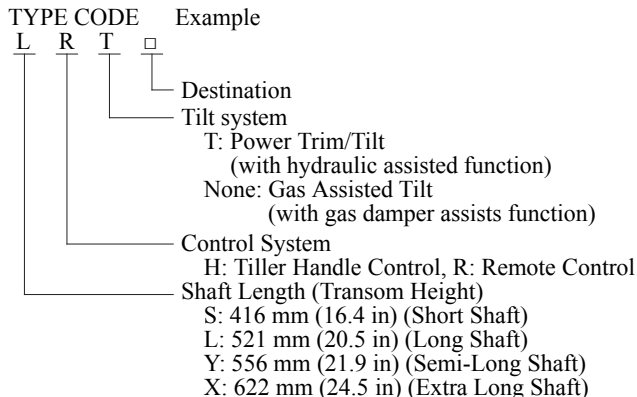 TYPE CODE Example
L R T □
Destination
Tilt system
T: Power Trim/Tilt
(with hydraulic assisted function)
None: Gas Assisted Tilt
(with gas damper assists function)
Control System
H: Tiller Handle Control, R: Remote Control
Shaft Length (Transom Height)
S: 416 mm (16.4 in) (Short Shaft)
L: 521 mm (20.5 in) (Long Shaft)
Y: 556 mm (21.9 in) (Semi-Long Shaft)
X: 622 mm (24.5 in) (Extra Long Shaft)